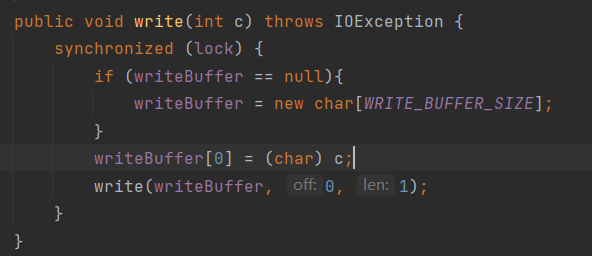 public void write(int c) throws IOException {
    synchronized (lock) {
        if (writeBuffer == null){
            writeBuffer = new char[WRITE_BUFFER_SIZE];
        }
        writeBuffer[0] = (char) c;
        write(writeBuffer, off: 0, len: 1);
    }
}